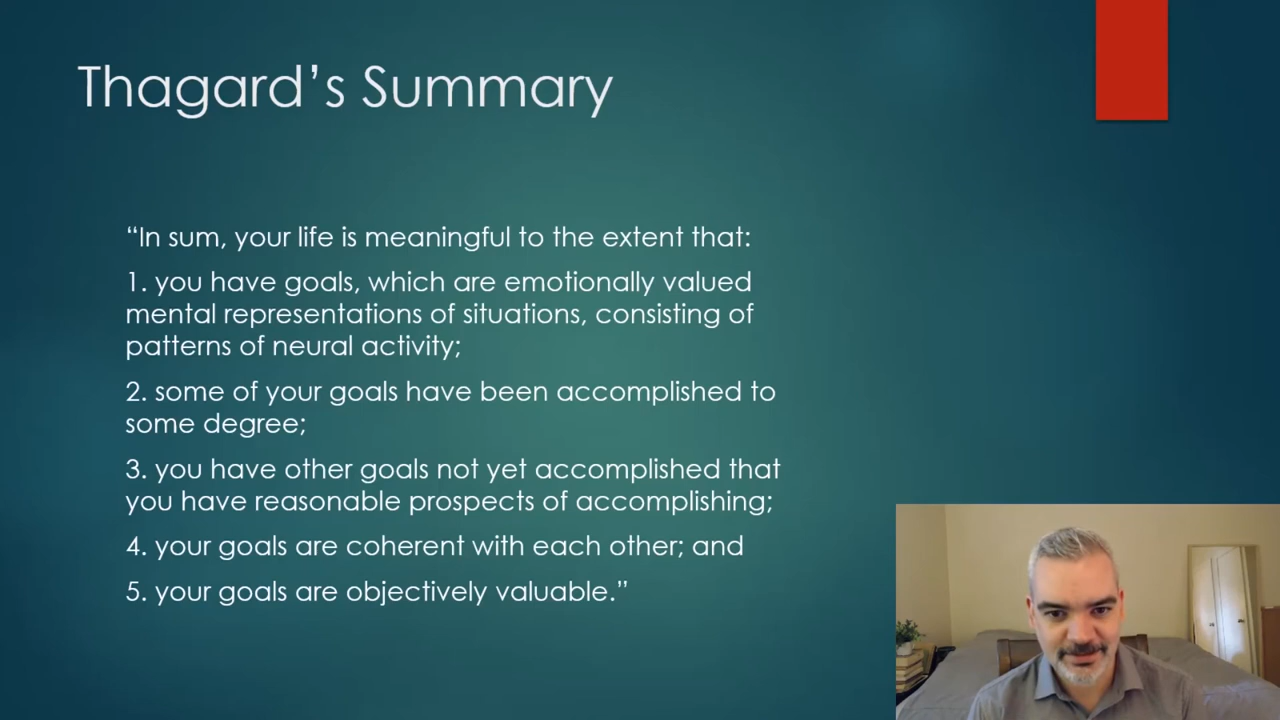 Thagard’s Summary
“In sum, your life is meaningful to the extent that:
1. you have goals, which are emotionally valued
mental representations of situations, consisting of
patterns of neural activity;
2. some of your goals have been accomplished to
some degree;
3. you have other goals not yet accomplished that
you have reasonable prospects of accomplishing;
4. your goals are coherent with each other; and
5. your goals are objectively valuable.”